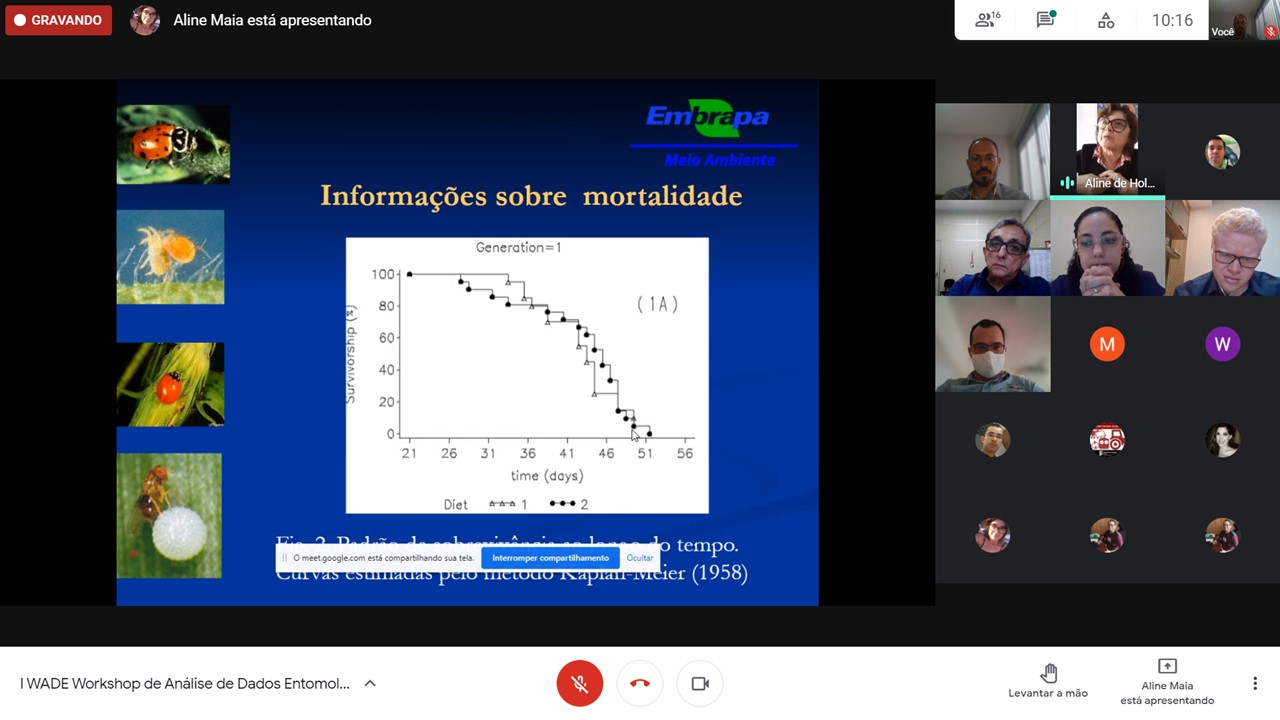 GRAVANDO
Aline Maia está apresentando
16
10:16
Você
Embrapa
Meio Ambiente
Informações sobre mortalidade
Generation=1
(1A)
Survivorship (%)
100
80
60
40
20
0
21 26 31 36 41 46 51 56
time (days)
Diet 1 2
Fig. 2. Padrão de sobrevivência ao longo do tempo.
O meet.google.com está compartilhando sua tela. Interromper compartilhamento Ocultar
Curvas estimadas pelo método Kaplan-Meier (1958)
Aline de Hol...
M
W
I WADE Workshop de Análise de Dados Entomol...
Levantar a mão
Aline Maia
está apresentando